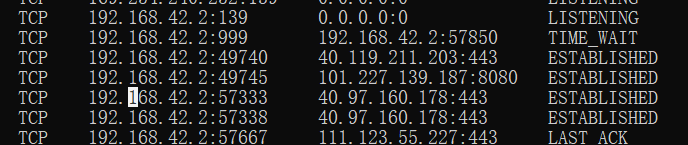 TCP 192.168.42.2:139 0.0.0.0:0 LISTENING
TCP 192.168.42.2:999 192.168.42.2:57850 TIME_WAIT
TCP 192.168.42.2:49740 40.119.211.203:443 ESTABLISHED
TCP 192.168.42.2:49745 101.227.139.187:8080 ESTABLISHED
TCP 192.168.42.2:57333 40.97.160.178:443 ESTABLISHED
TCP 192.168.42.2:57338 40.97.160.178:443 ESTABLISHED
TCP 192.168.42.2:57667 111.123.55.227:443 LAST_ACK